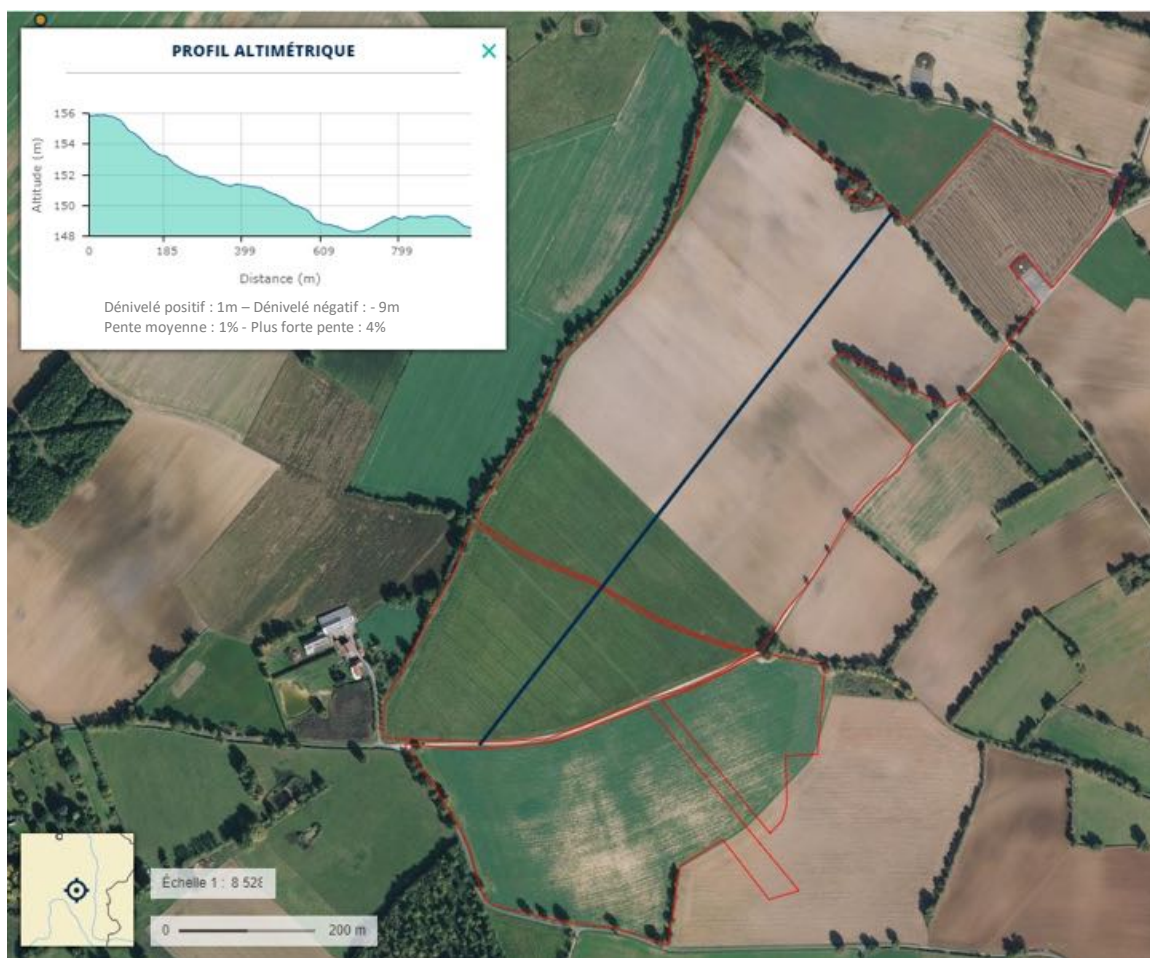 PROFIL ALTIMÉTRIQUE
Altitude (m)
156
154
152
150
148
0 185 399 609 799
Distance (m)
Dénivelé positif : 1m – Dénivelé négatif : - 9m
Pente moyenne : 1% - Plus forte pente : 4%
Échelle 1 : 8 528
0 200 m